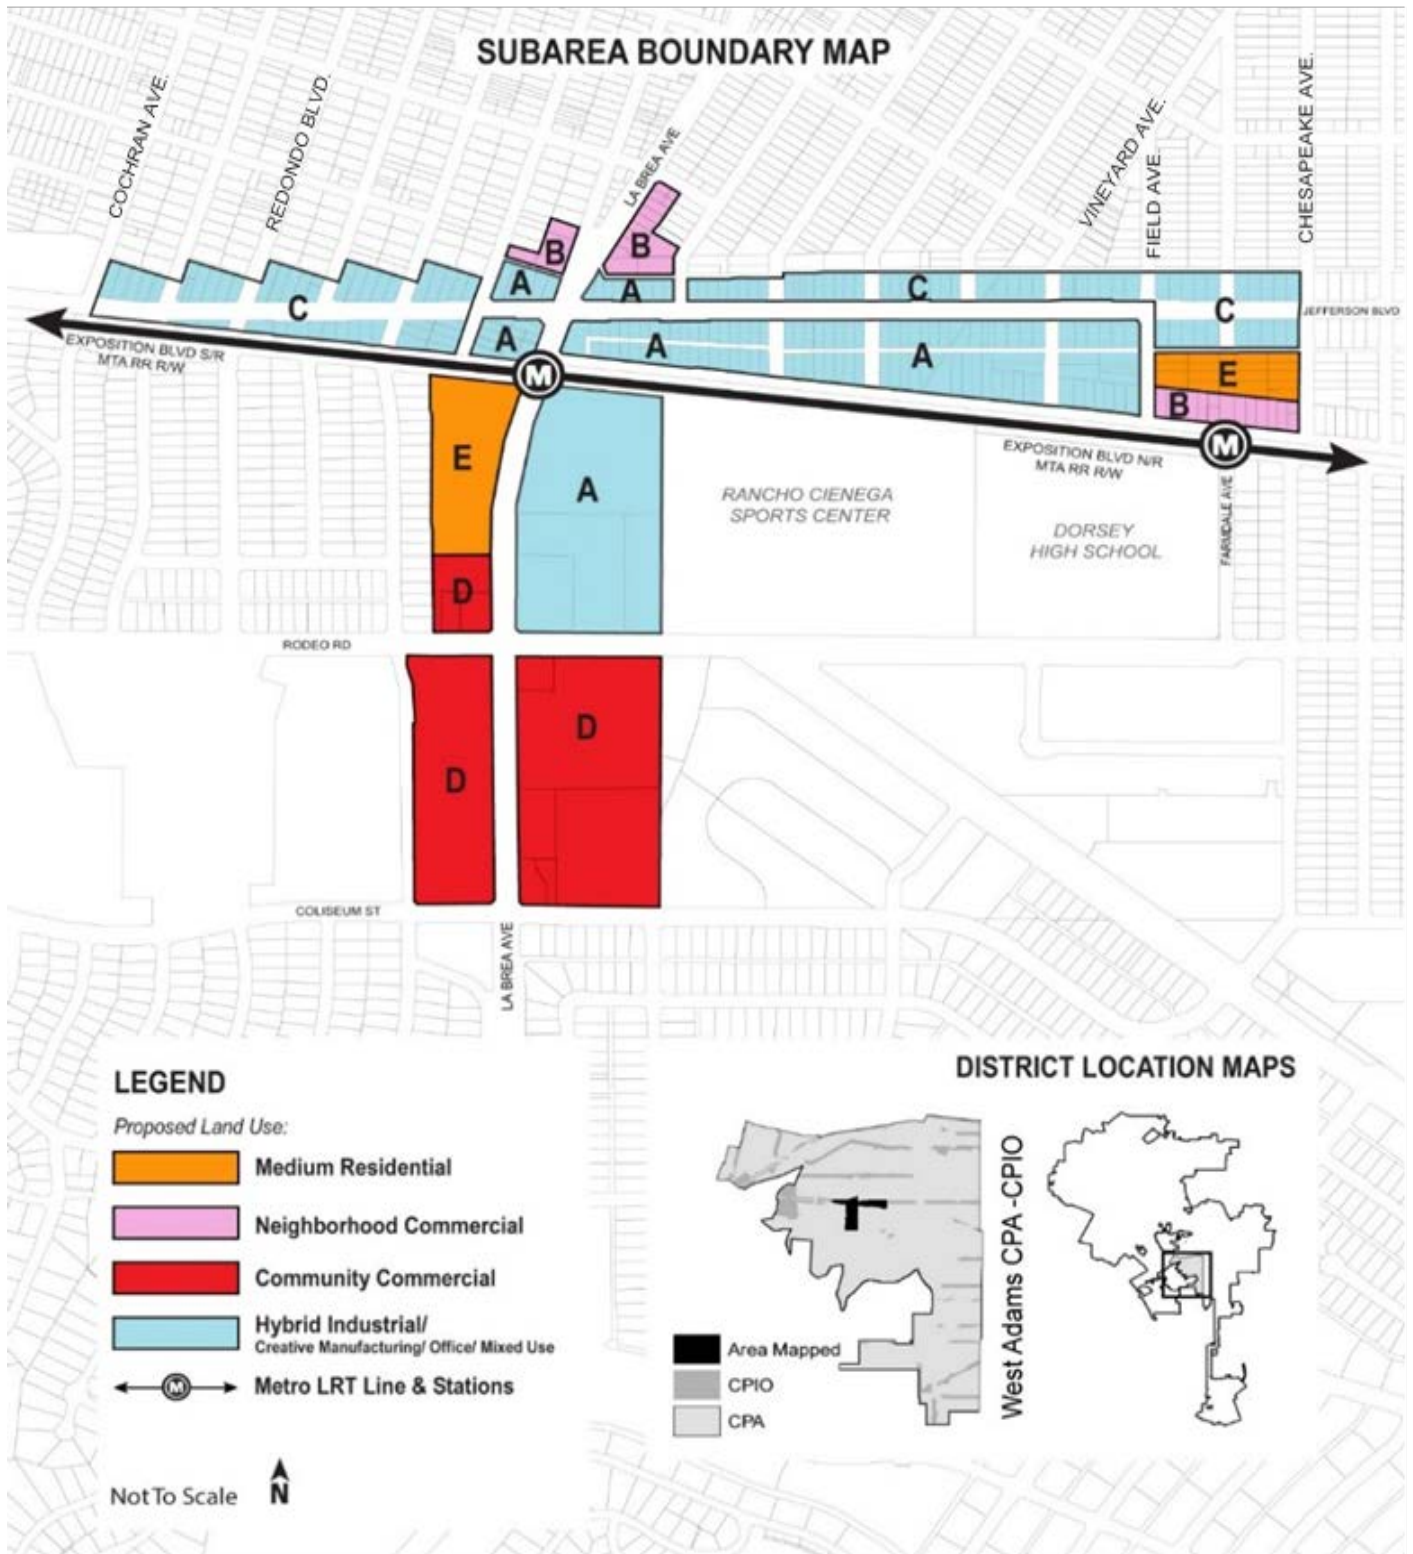 SUBAREA BOUNDARY MAP
COCHRAN AVE.
REDONDO BLVD.
LA BREA AVE
VINEYARD AVE.
FIELD AVE.
CHESAPEAKE AVE.
B
B
A
A
C
C
C
JEFFERSON BLVD
A
A
A
EXPOSITION BLVD S/R
MTA RR R/W
M
E
B
M
EXPOSITION BLVD N/R
MTA RR R/W
E
A
RANCHO CIENEGA
SPORTS CENTER
DORSEY
HIGH SCHOOL
FARMDALE AVE
D
RODEO RD
D
D
COLISEUM ST
LA BREA AVE
LEGEND
Proposed Land Use:
Medium Residential
Neighborhood Commercial
Community Commercial
Hybrid Industrial/
Creative Manufacturing/ Office/ Mixed Use
M
Metro LRT Line & Stations
Not To Scale
N
DISTRICT LOCATION MAPS
West Adams CPA -CPIO
Area Mapped
CPIO
CPA